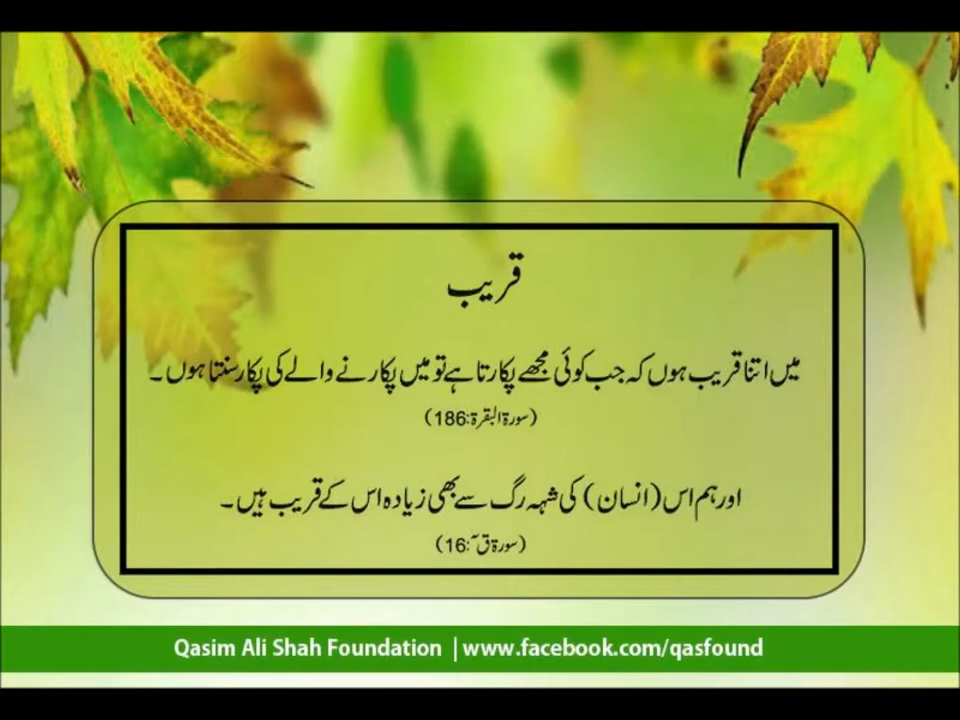 قریب
میں اتنا قریب ہوں کہ جب کوئی مجھے پکارتا ہے تو میں پکارنے والے کی پکار سنتا ہوں ۔
(سورۃ البقرۃ:186)
اور ہم اس (انسان) کی شہہ رگ سے بھی زیادہ اس کے قریب ہیں ۔
(سورۃ قٓ:16)
Qasim Ali Shah Foundation | www.facebook.com/qasfound